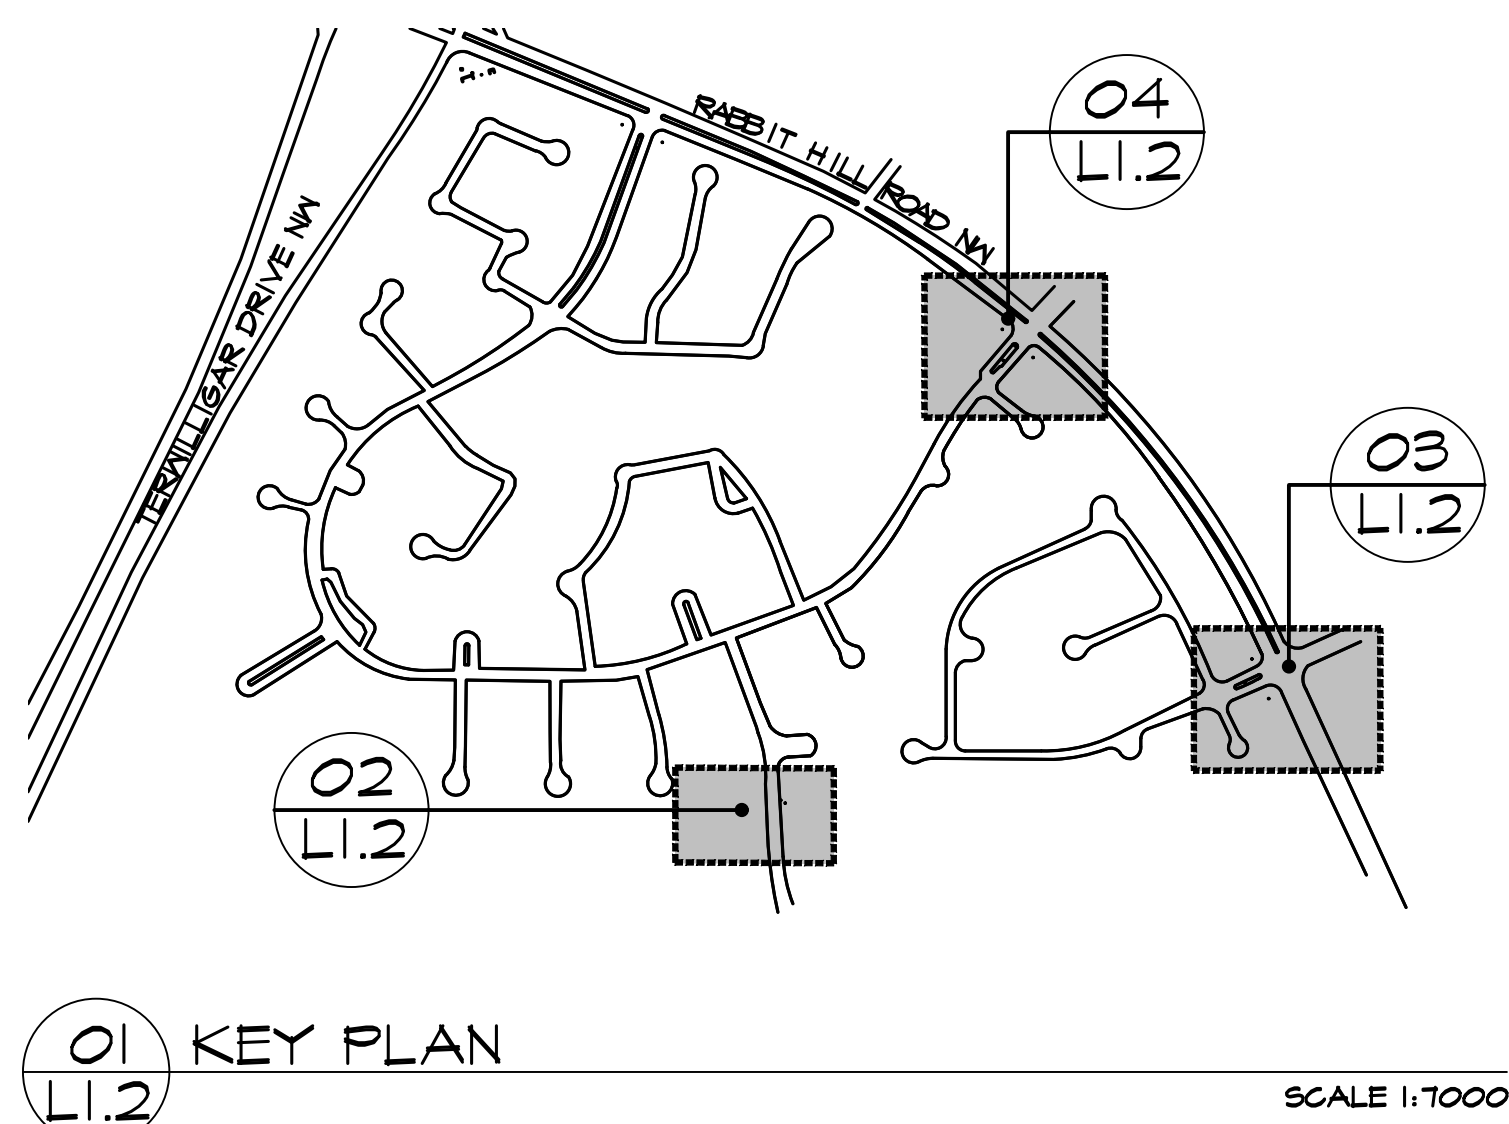 04
L1.2
RABBIT HILL ROAD NW
TERWILLIGAR DRIVE NW
03
L1.2
02
L1.2
01
L1.2
KEY PLAN
SCALE 1:7000